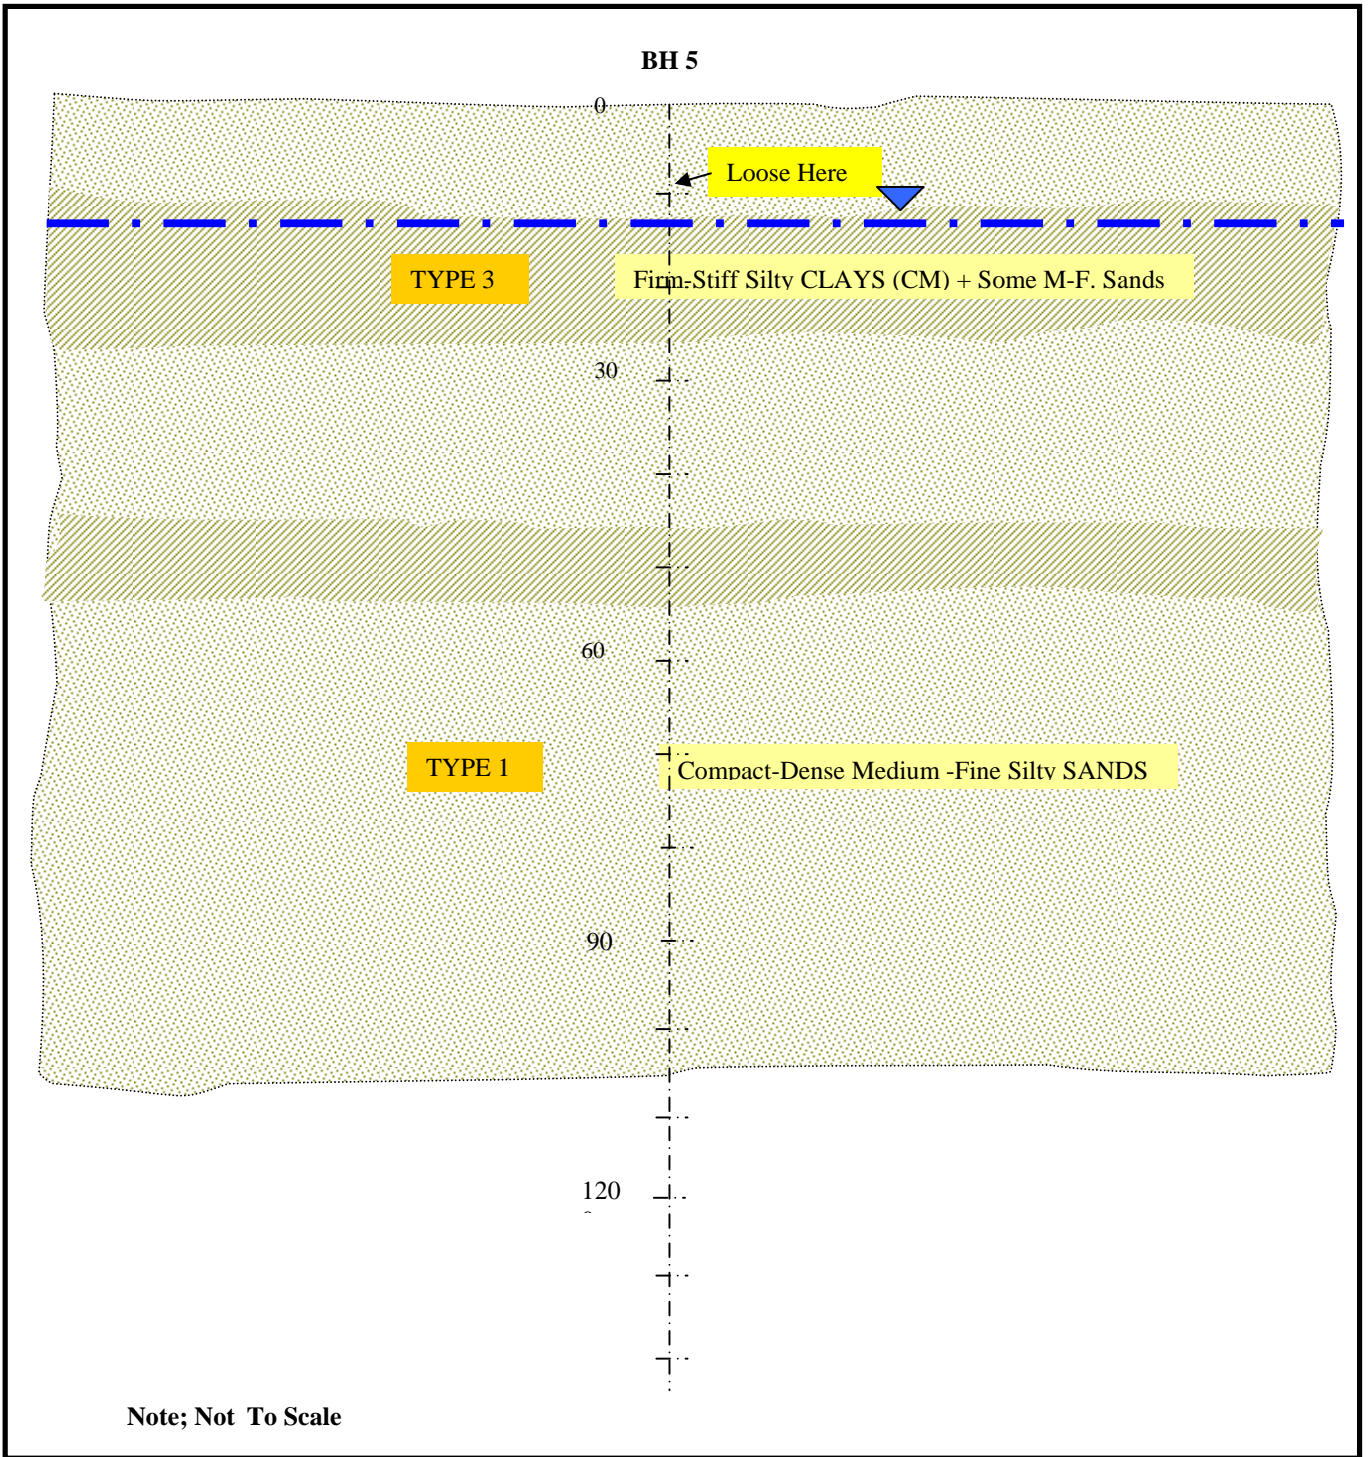 BH 5
0
Loose Here
TYPE 3
Firm-Stiff Silty CLAYS (CM) + Some M-F. Sands
30
60
TYPE 1
Compact-Dense Medium -Fine Silty SANDS
90
120
Note; Not To Scale